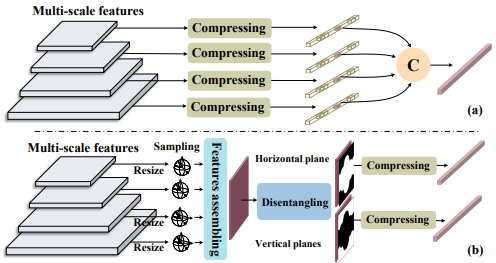 Multi-scale features
Compressing
Compressing
Compressing
Compressing
C
(a)
Multi-scale features
Sampling
Resize
Resize
Resize
Features assembling
Horizontal plane
Disentangling
Vertical planes
Compressing
Compressing
(b)